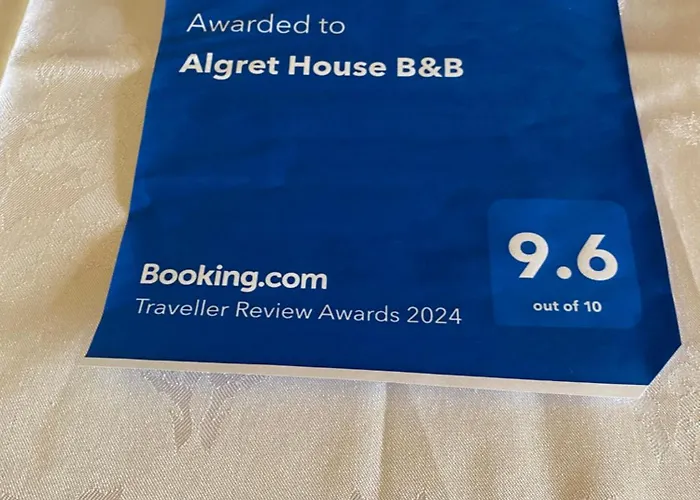 Awarded to
Algret House B&B
Booking.com
Traveller Review Awards 2024
9.6
out of 10